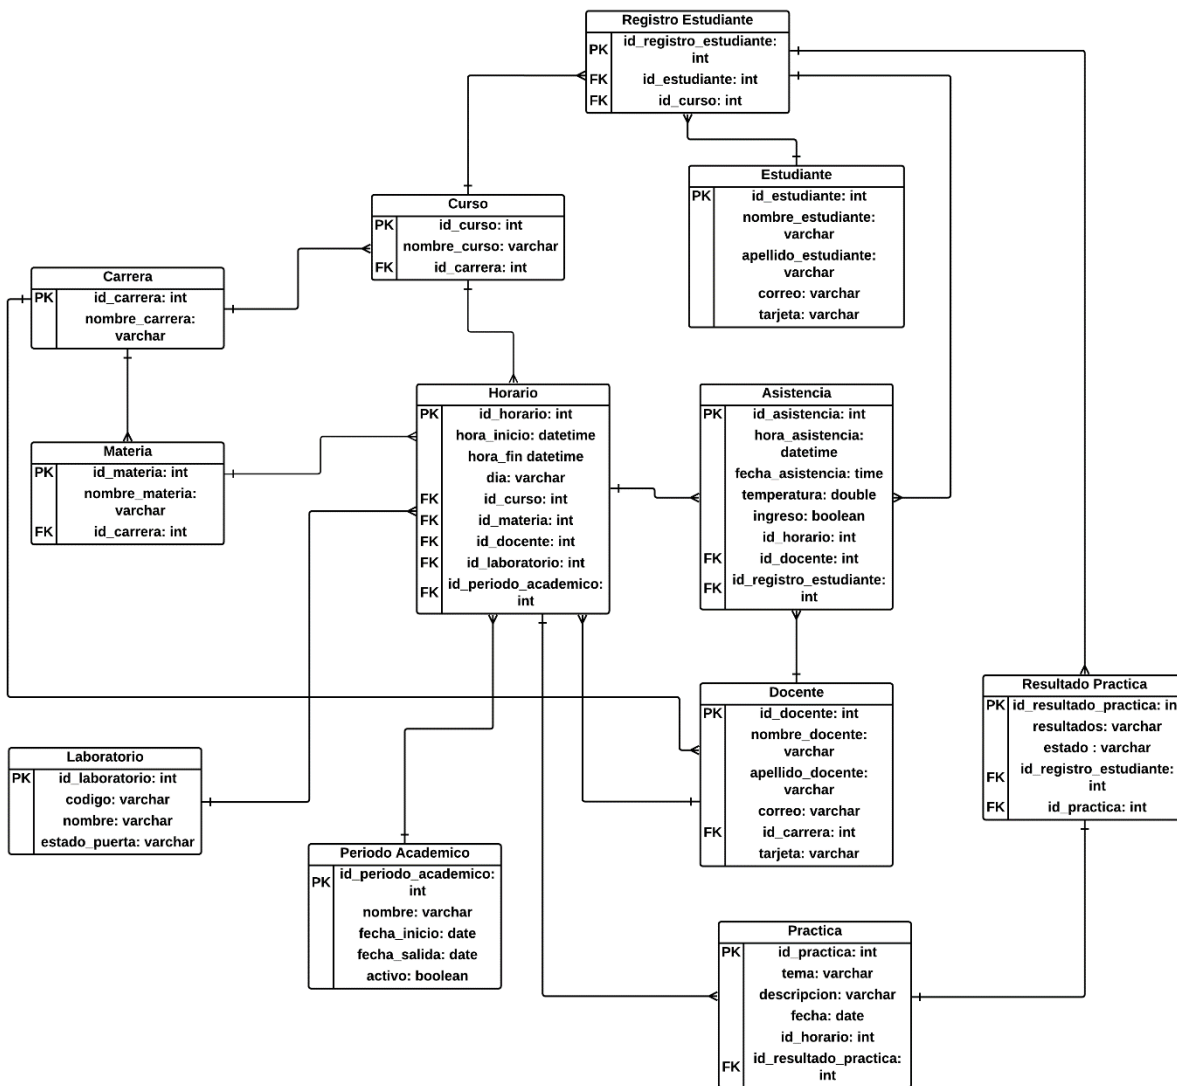 Registro Estudiante
PK
id_registro_estudiante:
int
FK
id_estudiante: int
FK
id_curso: int
Estudiante
PK
id_estudiante: int
nombre_estudiante:
varchar
apellido_estudiante:
varchar
correo: varchar
tarjeta: varchar
Curso
PK
id_curso: int
nombre_curso: varchar
FK
id_carrera: int
Carrera
PK
id_carrera: int
nombre_carrera:
varchar
Materia
PK
id_materia: int
nombre_materia:
varchar
FK
id_carrera: int
Horario
PK
id_horario: int
hora_inicio: datetime
hora_fin datetime
dia: varchar
FK
id_curso: int
FK
id_materia: int
FK
id_docente: int
FK
id_laboratorio: int
FK
id_periodo_academico:
int
Asistencia
PK
id_asistencia: int
hora_asistencia:
datetime
fecha_asistencia: time
temperatura: double
ingreso: boolean
id_horario: int
FK
id_docente: int
FK
id_registro_estudiante:
int
Docente
PK
id_docente: int
nombre_docente:
varchar
apellido_docente:
varchar
correo: varchar
FK
id_carrera: int
tarjeta: varchar
Resultado Practica
PK
id_resultado_practica: in
resultados: varchar
estado : varchar
FK
id_registro_estudiante:
int
FK
id_practica: int
Laboratorio
PK
id_laboratorio: int
codigo: varchar
nombre: varchar
estado_puerta: varchar
Periodo Academico
PK
id_periodo_academico:
int
nombre: varchar
fecha_inicio: date
fecha_salida: date
activo: boolean
Practica
PK
id_practica: int
tema: varchar
descripcion: varchar
fecha: date
id_horario: int
FK
id_resultado_practica:
int